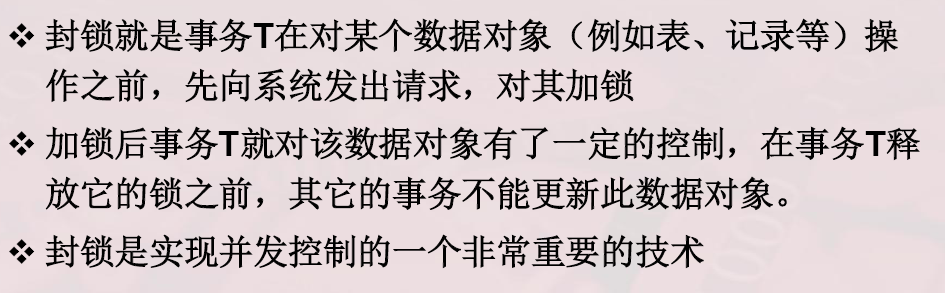 ❖ 封锁就是事务T在对某个数据对象（例如表、记录等）操
作之前，先向系统发出请求，对其加锁
❖ 加锁后事务T就对该数据对象有了一定的控制，在事务T释
放它的锁之前，其它的事务不能更新此数据对象。
❖ 封锁是实现并发控制的一个非常重要的技术